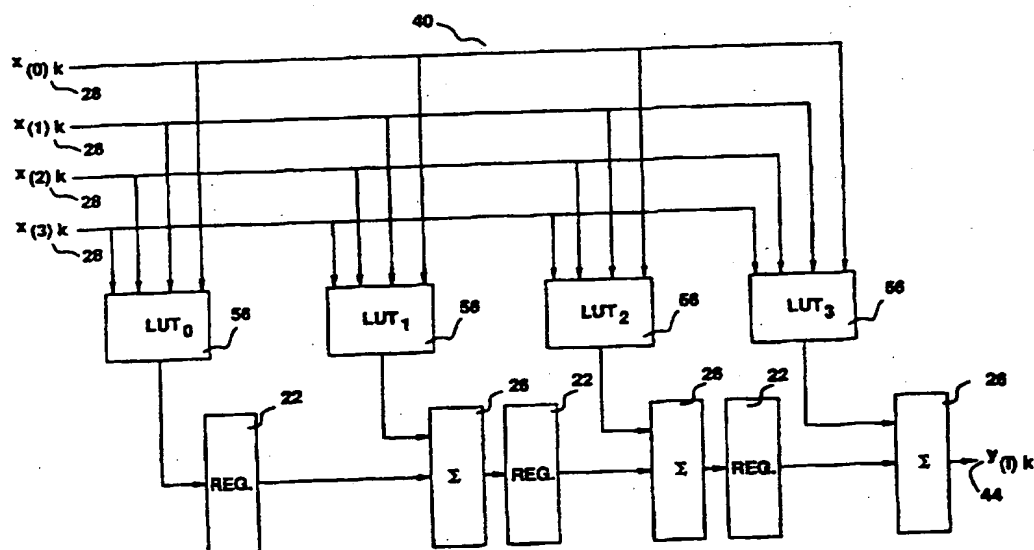 40
x(0) k
28
x(1) k
28
x(2) k
28
x(3) k
28
LUT0
56
LUT1
56
LUT2
56
LUT3
56
22
26
22
26
22
26
REG.
Σ
REG.
Σ
REG.
Σ
y(i) k
44